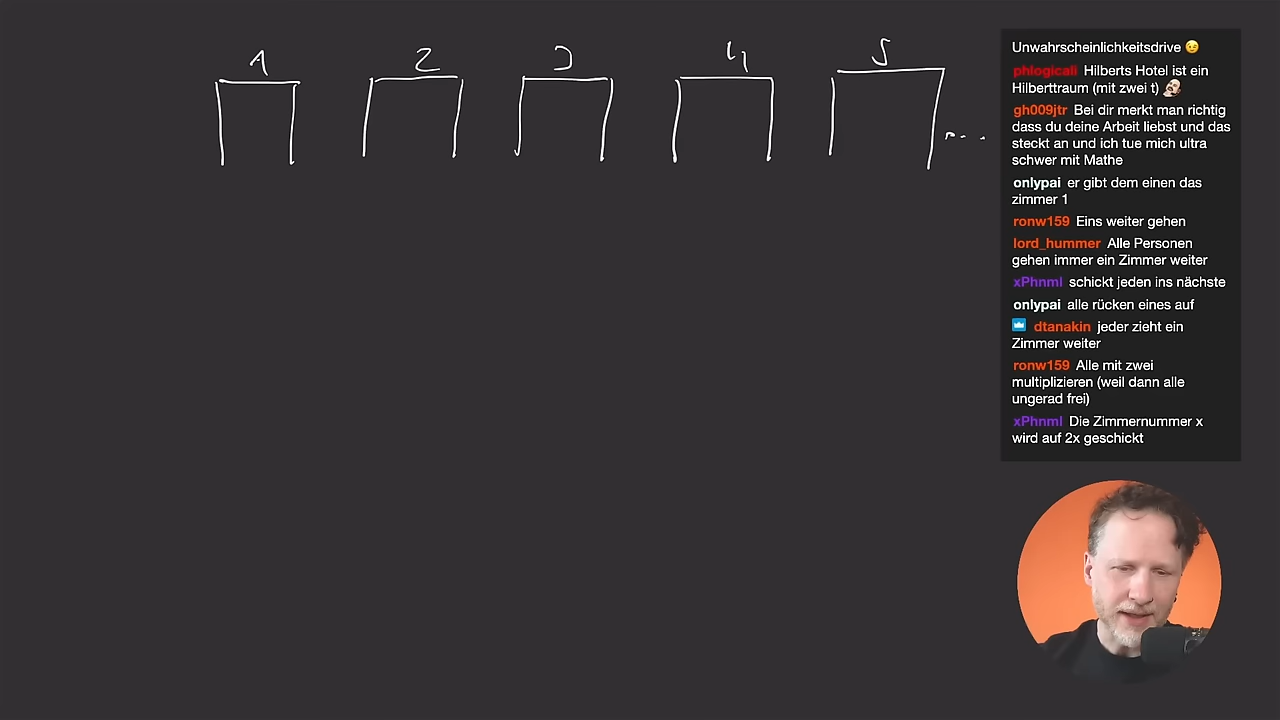 1 2 3 4 5
...
Unwahrscheinlichkeitsdrive 😉
phlogicali Hilberts Hotel ist ein
Hilberttraum (mit zwei t)
gh009jtr Bei dir merkt man richtig
dass du deine Arbeit liebst und das
steckt an und ich tue mich ultra
schwer mit Mathe
onlypai er gibt dem einen das
zimmer 1
ronw159 Eins weiter gehen
lord_hummer Alle Personen
gehen immer ein Zimmer weiter
xPhnml schickt jeden ins nächste
onlypai alle rücken eines auf
dtanakin jeder zieht ein
Zimmer weiter
ronw159 Alle mit zwei
multiplizieren (weil dann alle
ungerad frei)
xPhnml Die Zimmernummer x
wird auf 2x geschickt